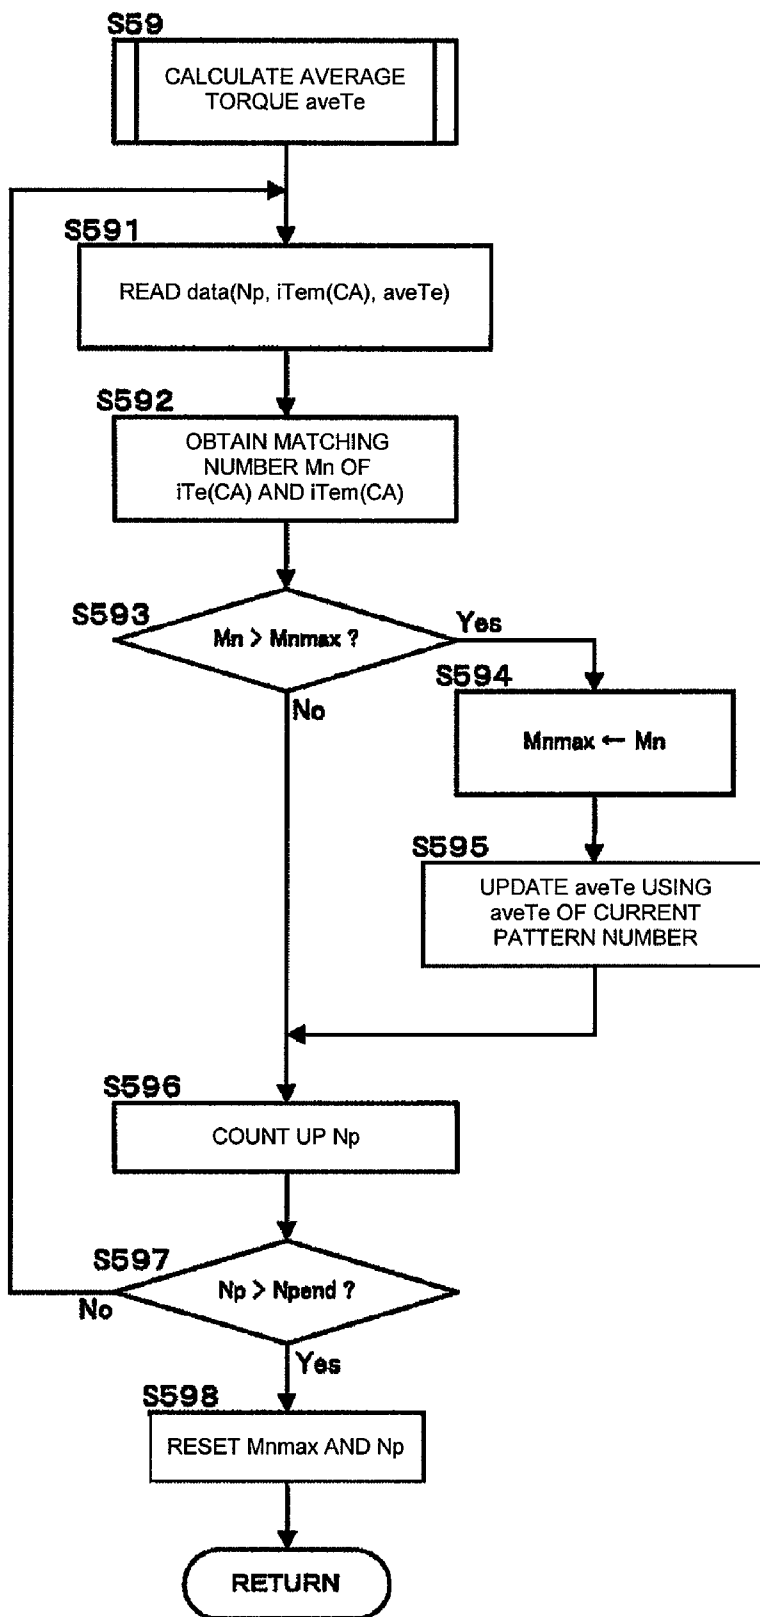 S59
CALCULATE AVERAGE
TORQUE aveTe
S591
READ data(Np, iTem(CA), aveTe)
S592
OBTAIN MATCHING
NUMBER Mn OF
iTe(CA) AND iTem(CA)
S593
Mn > Mnmax ?
Yes
No
S594
Mnmax ← Mn
S595
UPDATE aveTe USING
aveTe OF CURRENT
PATTERN NUMBER
S596
COUNT UP Np
S597
Np > Npend ?
No
Yes
S598
RESET Mnmax AND Np
RETURN